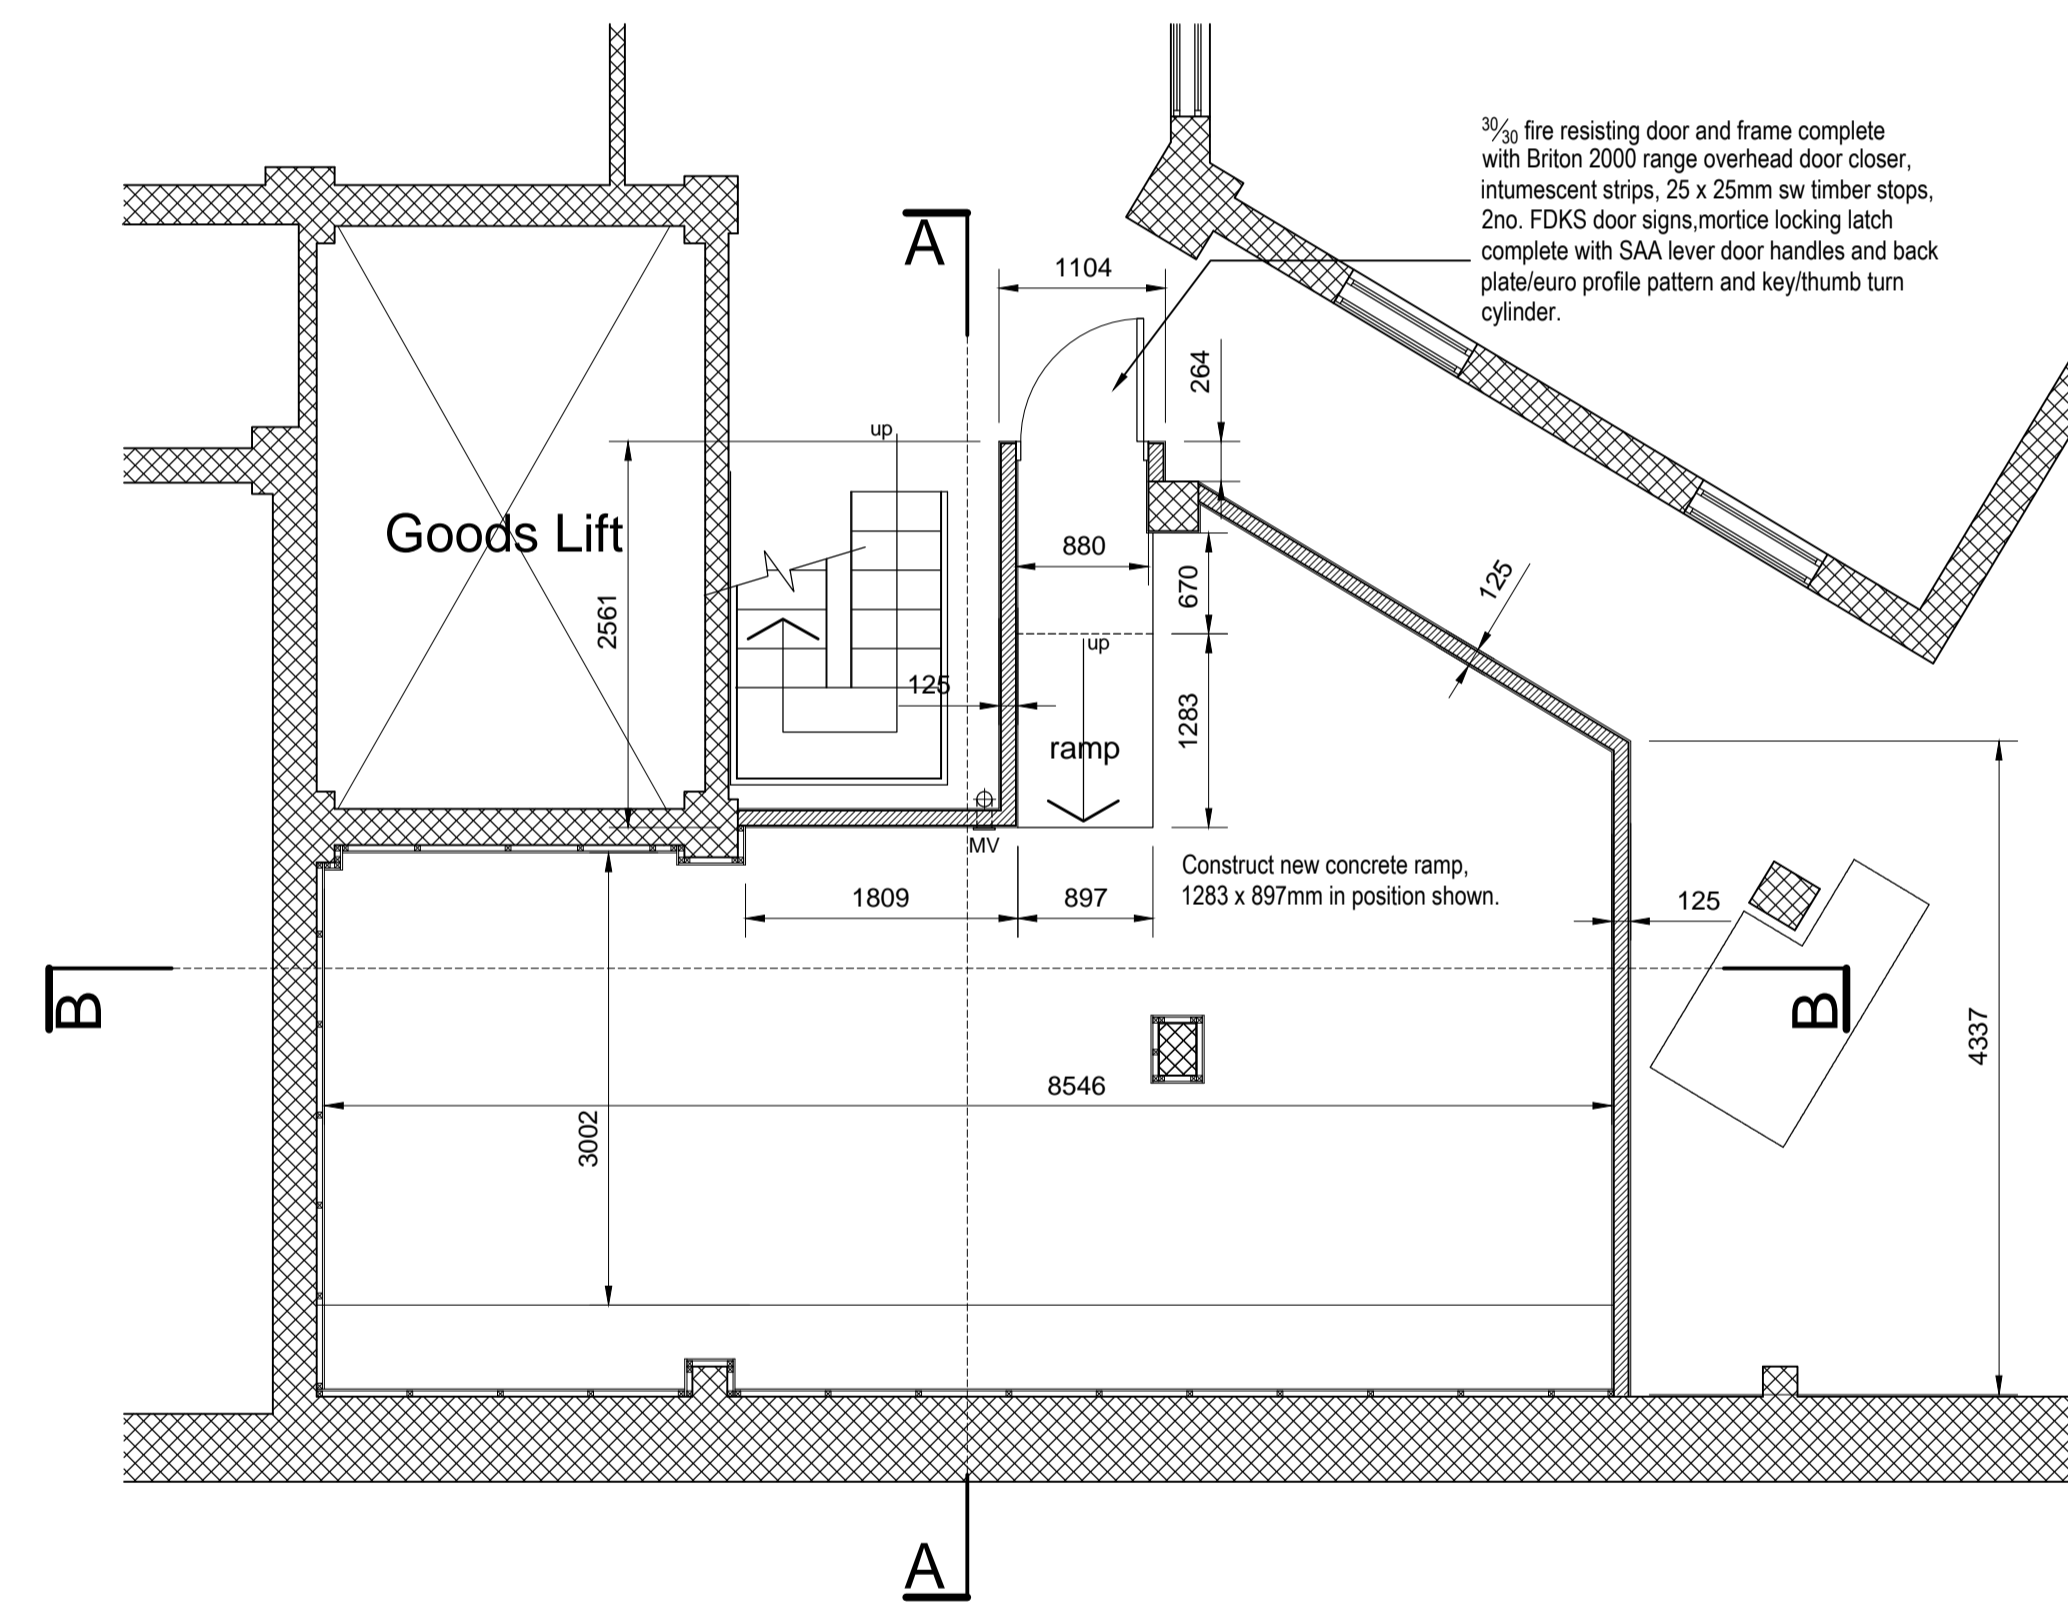 30/30 fire resisting door and frame complete
with Briton 2000 range overhead door closer,
intumescent strips, 25 x 25mm sw timber stops,
2no. FDKS door signs,mortice locking latch
complete with SAA lever door handles and back
plate/euro profile pattern and key/thumb turn
cylinder.
A
1104
264
up
Goods Lift
880
670
125
2561
up
125
1283
ramp
MV
Construct new concrete ramp,
1283 x 897mm in position shown.
1809
897
125
B
B
4337
8546
3002
A